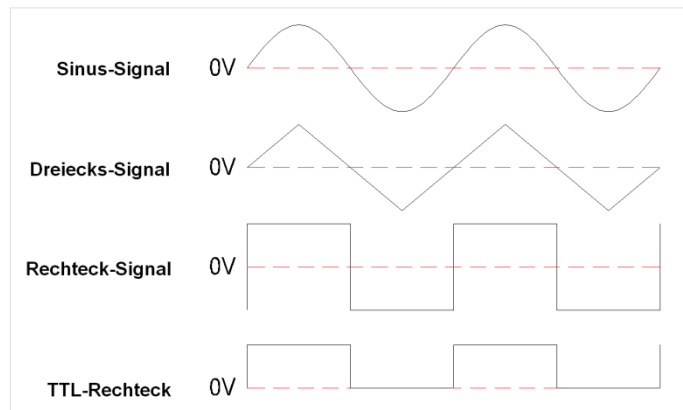 Sinus-Signal 0V
Dreiecks-Signal 0V
Rechteck-Signal 0V
TTL-Rechteck 0V